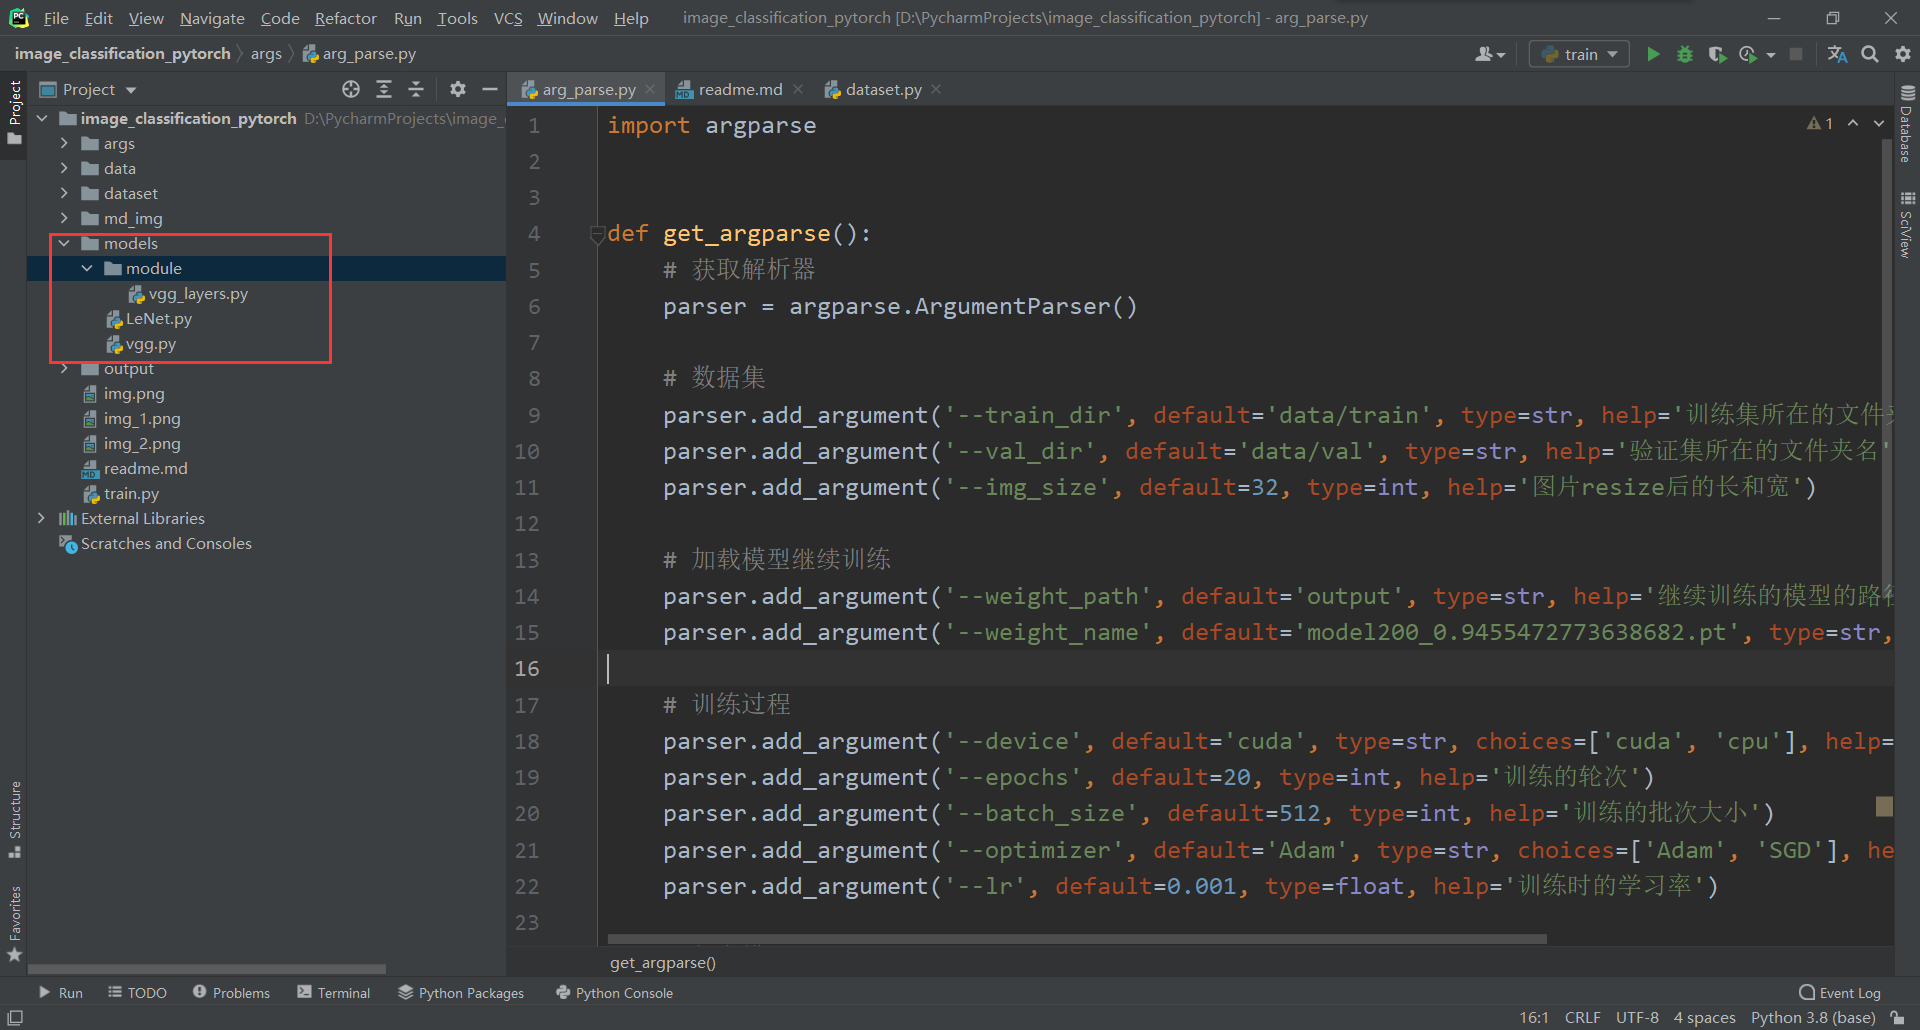 File Edit View Navigate Code Refactor Run Tools VCS Window Help image_classification_pytorch [D:\PycharmProjects\image_classification_pytorch] - arg_parse.py
image_classification_pytorch args arg_parse.py train
Project
Project
arg_parse.py readme.md dataset.py
image_classification_pytorch D:\PycharmProjects\image_
args
data
dataset
md_img
models
module
vgg_layers.py
LeNet.py
vgg.py
output
img.png
img_1.png
img_2.png
readme.md
train.py
External Libraries
Scratches and Consoles
Structure
Favorites
1 import argparse
2
3
4 def get_argparse():
5 # 获取解析器
6 parser = argparse.ArgumentParser()
7
8 # 数据集
9 parser.add_argument('--train_dir', default='data/train', type=str, help='训练集所在的文件夹
10 parser.add_argument('--val_dir', default='data/val', type=str, help='验证集所在的文件夹名'
11 parser.add_argument('--img_size', default=32, type=int, help='图片resize后的长和宽')
12
13 # 加载模型继续训练
14 parser.add_argument('--weight_path', default='output', type=str, help='继续训练的模型的路径
15 parser.add_argument('--weight_name', default='model200_0.9455472773638682.pt', type=str,
16
17 # 训练过程
18 parser.add_argument('--device', default='cuda', type=str, choices=['cuda', 'cpu'], help=
19 parser.add_argument('--epochs', default=20, type=int, help='训练的轮次')
20 parser.add_argument('--batch_size', default=512, type=int, help='训练的批次大小')
21 parser.add_argument('--optimizer', default='Adam', type=str, choices=['Adam', 'SGD'], he
22 parser.add_argument('--lr', default=0.001, type=float, help='训练时的学习率')
23
1
Database
SciView
get_argparse()
Run TODO Problems Terminal Python Packages Python Console Event Log
16:1 CRLF UTF-8 4 spaces Python 3.8 (base)